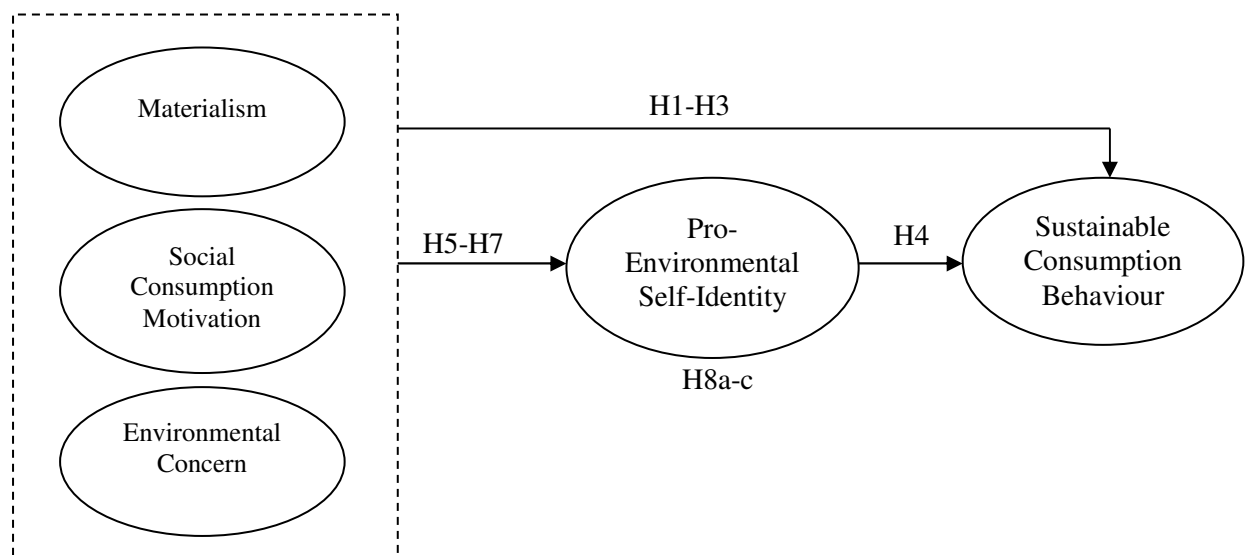 Materialism
Social
Consumption
Motivation
Environmental
Concern
H1-H3
H5-H7
Pro-
Environmental
Self-Identity
H8a-c
H4
Sustainable
Consumption
Behaviour